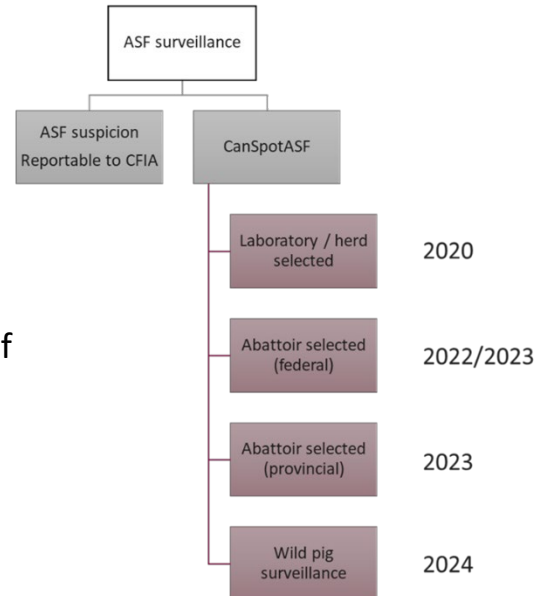 ASF surveillance
ASF suspicion
Reportable to CFIA
CanSpotASF
Laboratory / herd
selected
2020
f
Abattoir selected
(federal)
2022/2023
Abattoir selected
(provincial)
2023
Wild pig
surveillance
2024